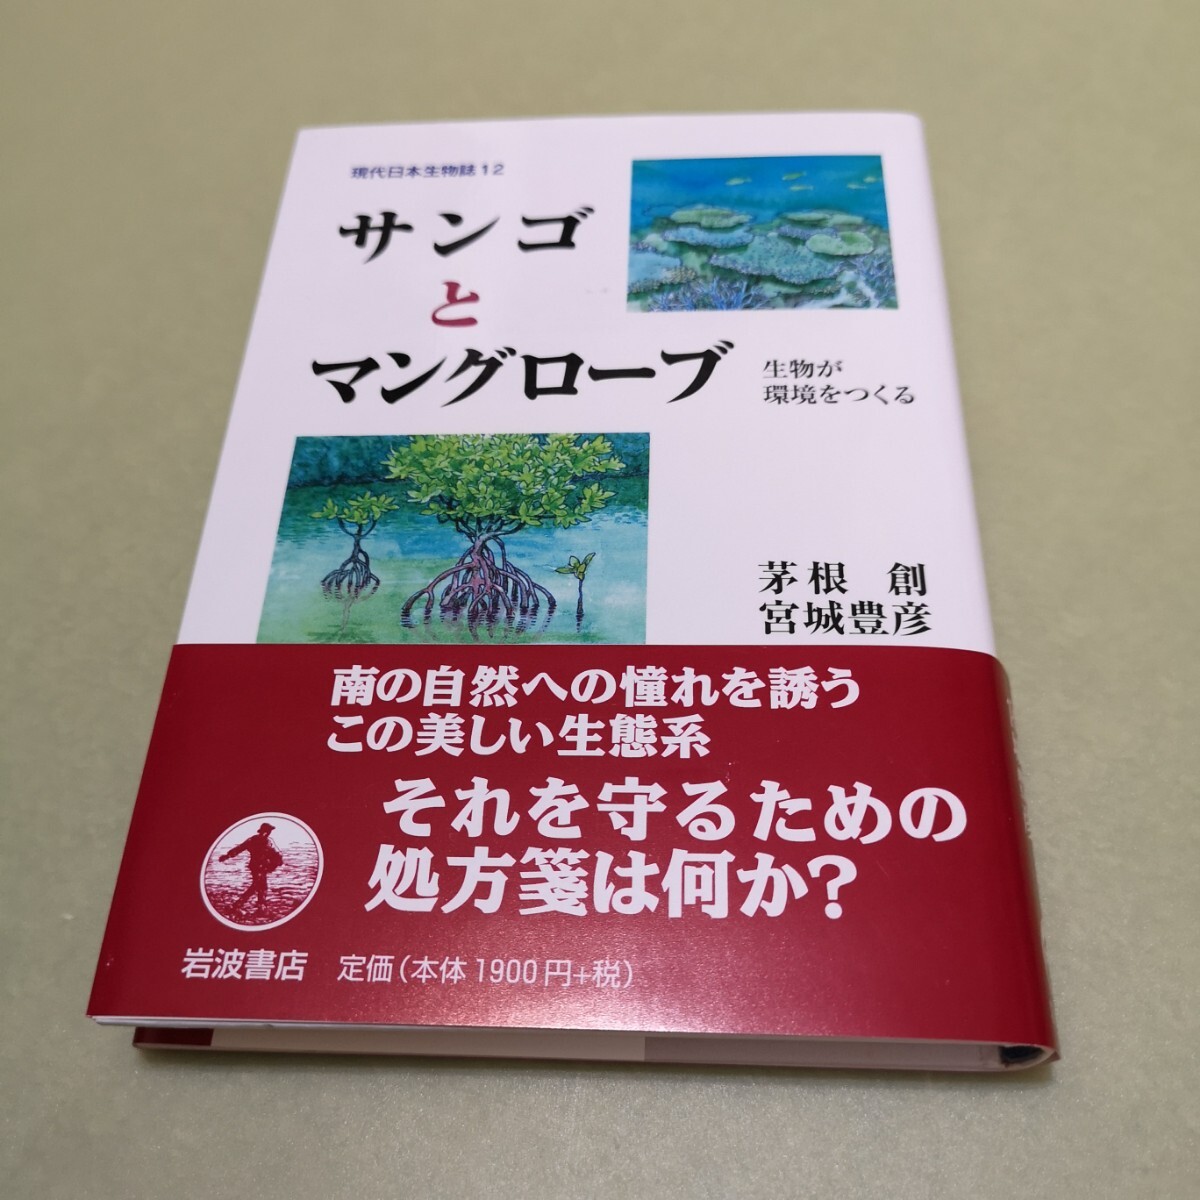 現代日本生物誌12
サンゴ
と
マングローブ
生物が
環境をつくる
茅根 創
宮城豊彦
南の自然への憧れを誘う
この美しい生態系
それを守るための
処方箋は何か?
岩波書店 定価(本体1900円+税)